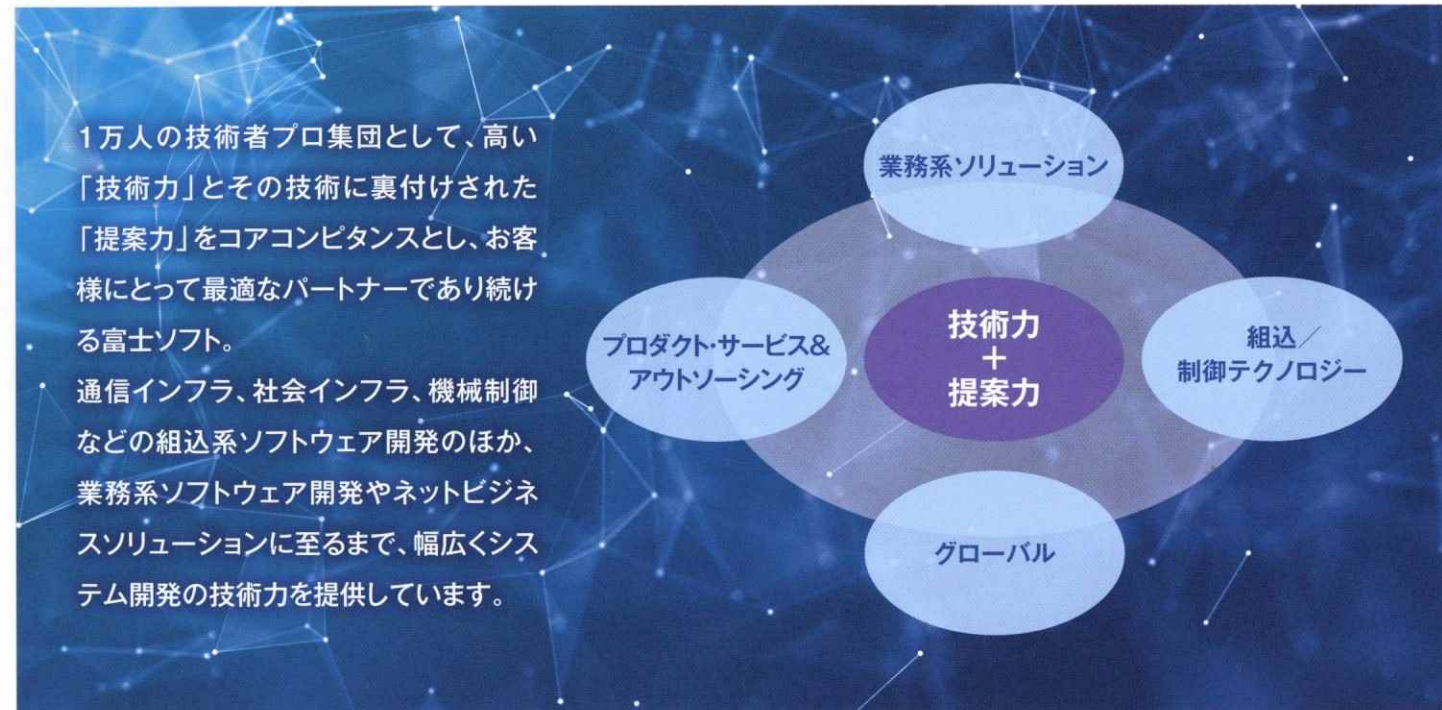 1万人の技術者プロ集団として、高い
「技術力」とその技術に裏付けされた
「提案力」をコアコンピタンスとし、お客
様にとって最適なパートナーであり続け
る富士ソフト。
通信インフラ、社会インフラ、機械制御
などの組込系ソフトウェア開発のほか、
業務系ソフトウェア開発やネットビジネ
スソリューションに至るまで、幅広くシス
テム開発の技術力を提供しています。
業務系ソリューション
プロダクト・サービス&
アウトソーシング
技術力
+
提案力
組込／
制御テクノロジー
グローバル